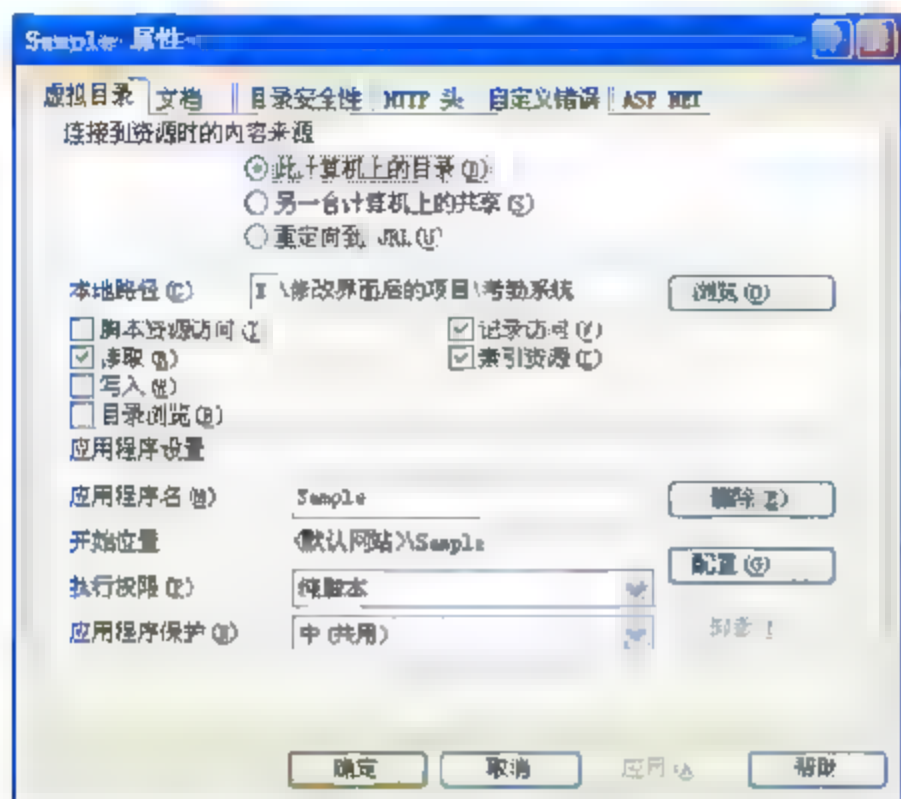 Sample 属性
虚拟目录 文档 目录安全性 HTTP 头 自定义错误 ASP.NET
连接到资源时的内容来源
此计算机上的目录(D)
另一台计算机上的共享(S)
重定向到 URL(U)
本地路径(C) \修改界面后的项目\考勤系统 浏览(O)
脚本资源访问(T) 记录访问(V)
读取(R) 索引资源(I)
写入(W)
目录浏览(B)
应用程序设置
应用程序名(M) Sample 删除(E)
开始位置 <默认网站>\Sample
配置(G)
执行权限(P) 纯脚本
应用程序保护(N) 中(共用) 卸载
确定 取消 应用(A) 帮助